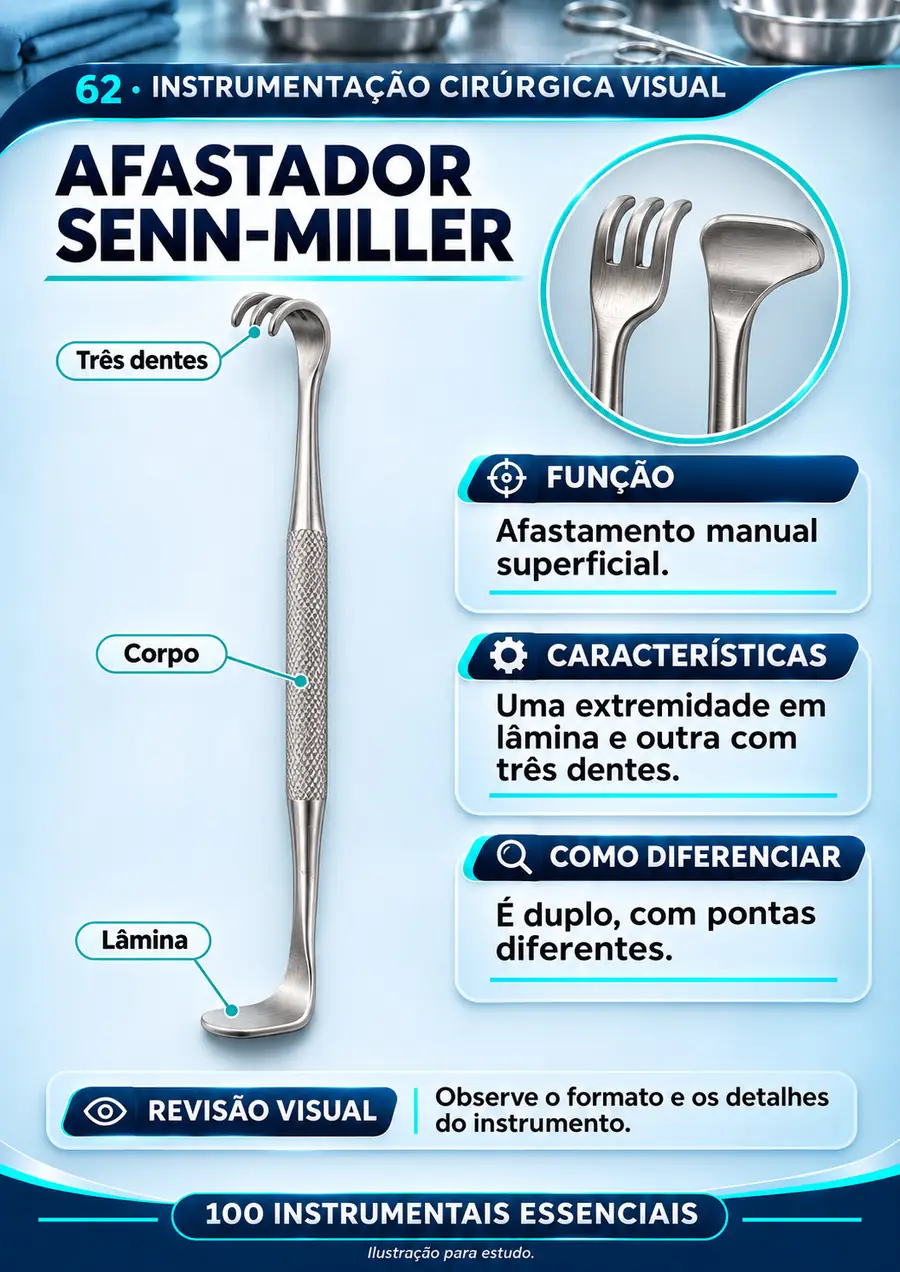 62 · INSTRUMENTAÇÃO CIRÚRGICA VISUAL
AFASTADOR
SENN-MILLER
Três dentes
Corpo
Lâmina
FUNÇÃO
Afastamento manual
superficial.
CARACTERÍSTICAS
Uma extremidade em
lâmina e outra com
três dentes.
COMO DIFERENCIAR
É duplo, com pontas
diferentes.
REVISÃO VISUAL
Observe o formato e os detalhes
do instrumento.
100 INSTRUMENTAIS ESSENCIAIS
Ilustração para estudo.